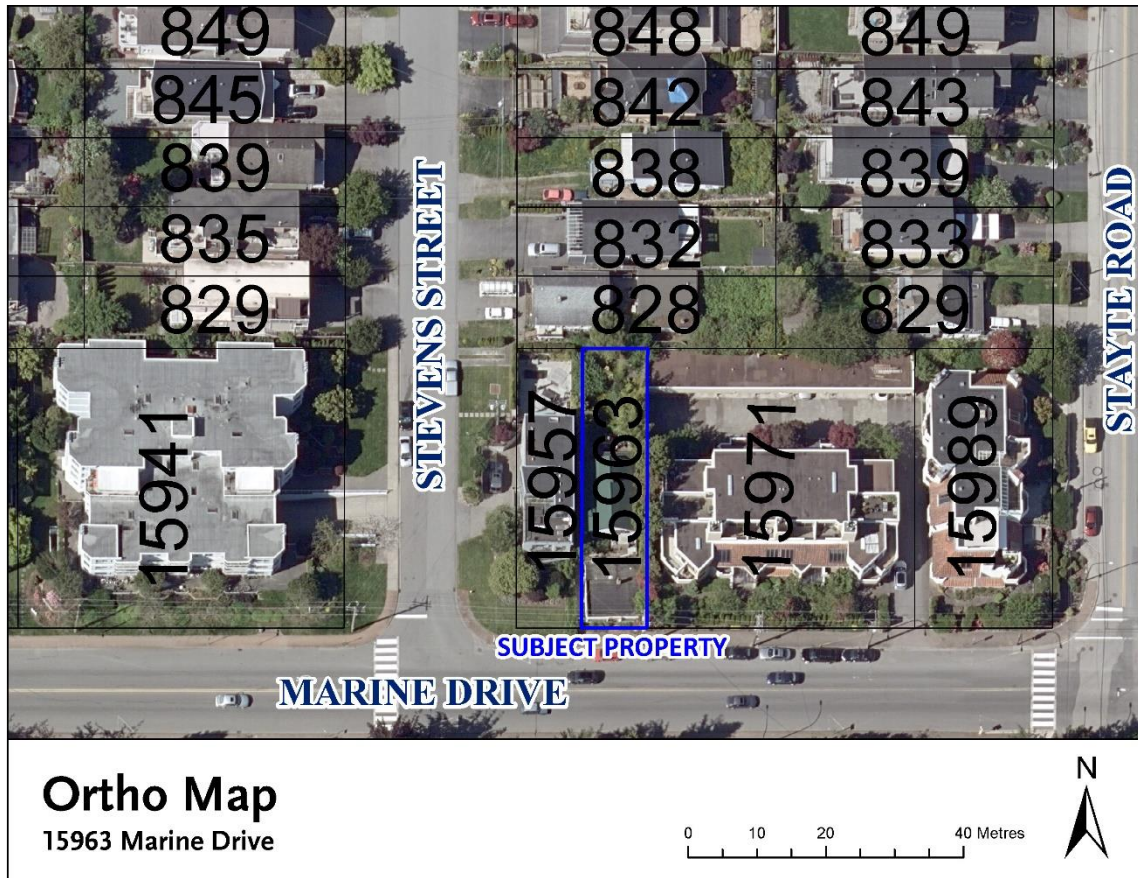 849
848
849
845
842
843
839
838
839
835
832
833
829
828
829
STEVENS STREET
STAYTE ROAD
15941
15957
15963
15971
15989
SUBJECT PROPERTY
MARINE DRIVE
Ortho Map
15963 Marine Drive
0 10 20 40 Metres
N